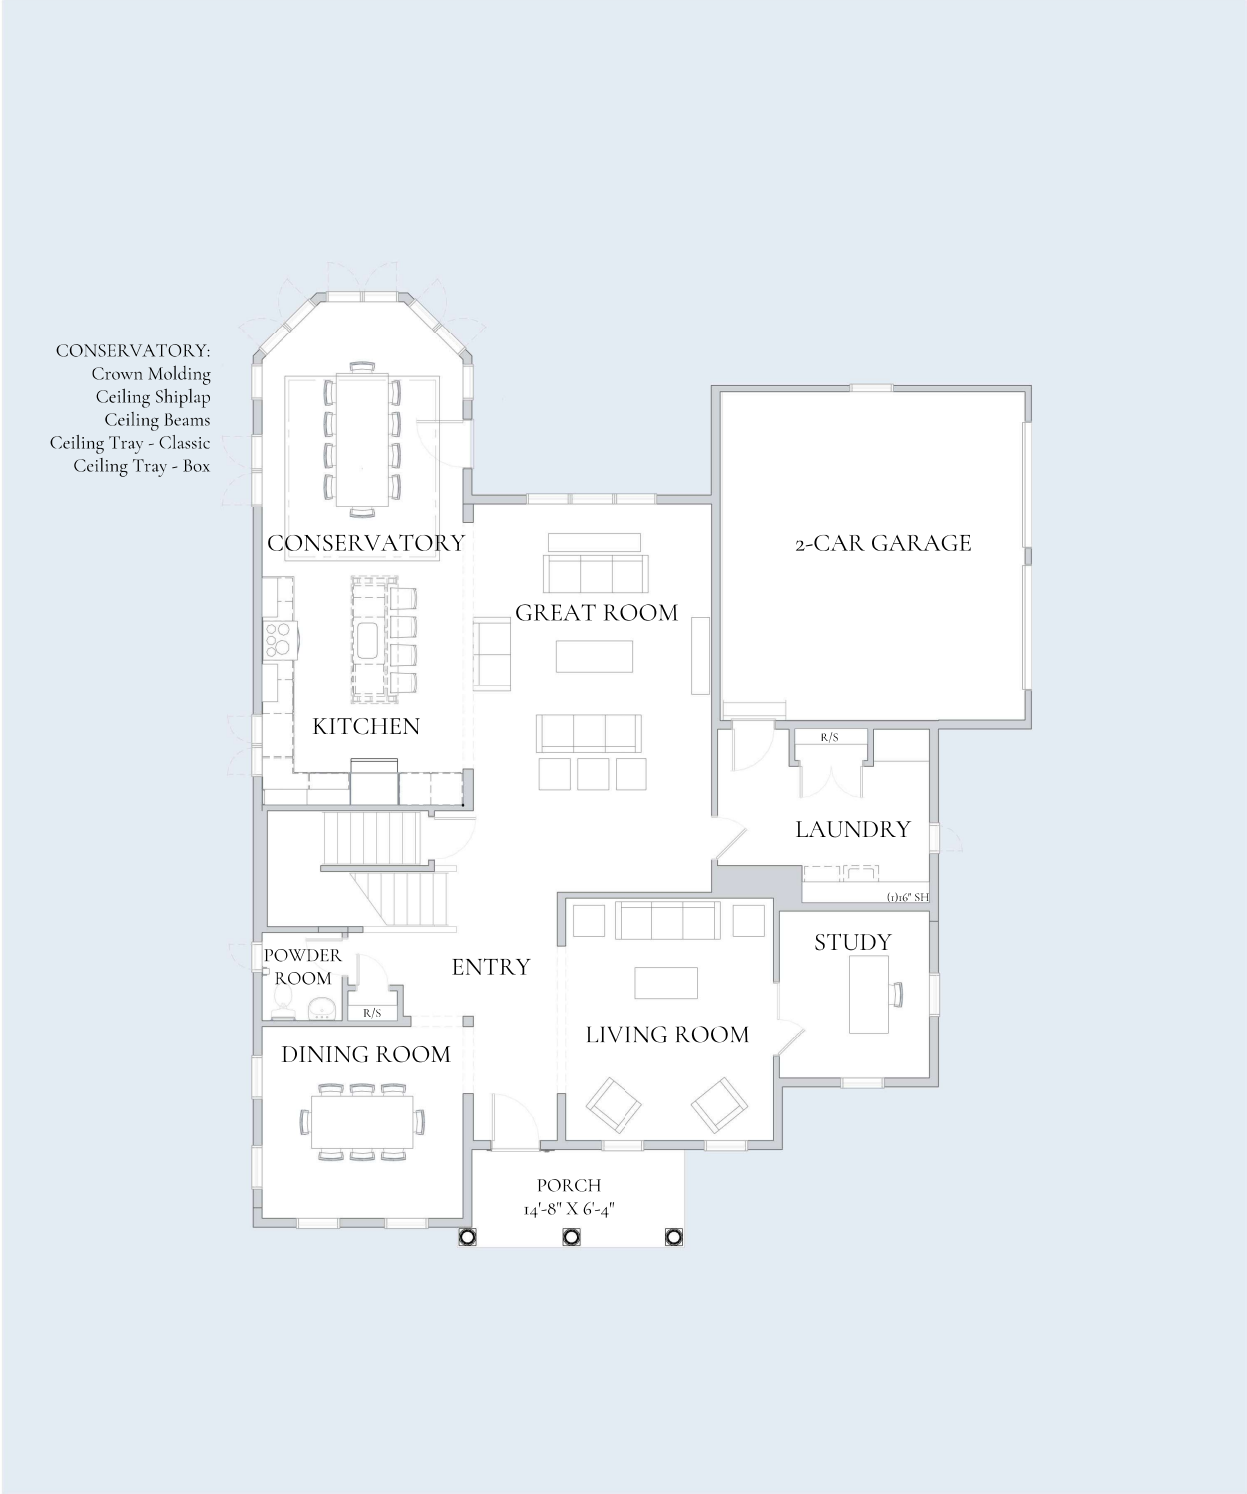 CONSERVATORY:
Crown Molding
Ceiling Shiplap
Ceiling Beams
Ceiling Tray - Classic
Ceiling Tray - Box
CONSERVATORY
2-CAR GARAGE
GREAT ROOM
KITCHEN
R/S
LAUNDRY
(1)16" SH
STUDY
POWDER
ROOM
ENTRY
R/S
LIVING ROOM
DINING ROOM
PORCH
14'-8" X 6'-4"